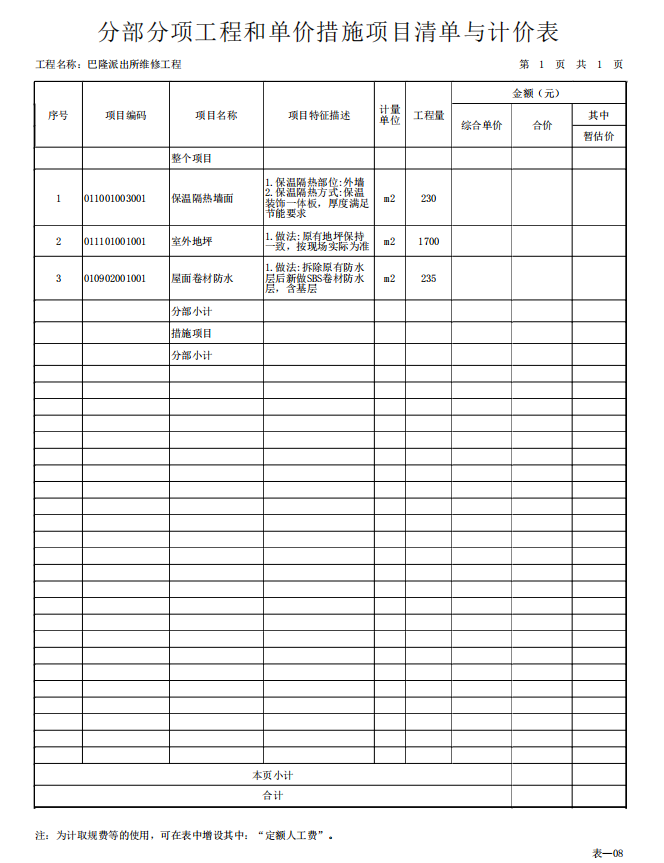 分部分项工程和单价措施项目清单与计价表
工程名称：巴隆派出所维修工程 第 1 页 共 1 页
序号 项目编码 项目名称 项目特征描述 计量单位 工程量 金额（元）
综合单价 合价 其中
暂估价
整个项目
1 011001003001 保温隔热墙面 1.保温隔热部位:外墙
2.保温隔热方式:保温
装饰一体板，厚度满足
节能要求 m2 230
2 011101001001 室外地坪 1.做法:原有地坪保持
一致，按现场实际为准 m2 1700
3 010902001001 屋面卷材防水 1.做法:拆除原有防水
层后新做SBS卷材防水
层，含基层 m2 235
分部小计
措施项目
分部小计
本页小计
合计
注：为计取规费等的使用，可在表中增设其中：“定额人工费”。
表—08